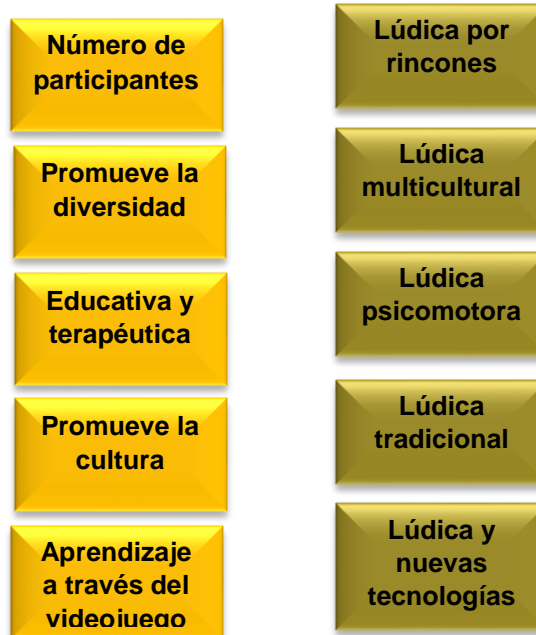 Número de
participantes
Promueve la
diversidad
Educativa y
terapéutica
Promueve la
cultura
Aprendizaje
a través del
videojuego
Lúdica por
rincones
Lúdica
multicultural
Lúdica
psicomotora
Lúdica
tradicional
Lúdica y
nuevas
tecnologías